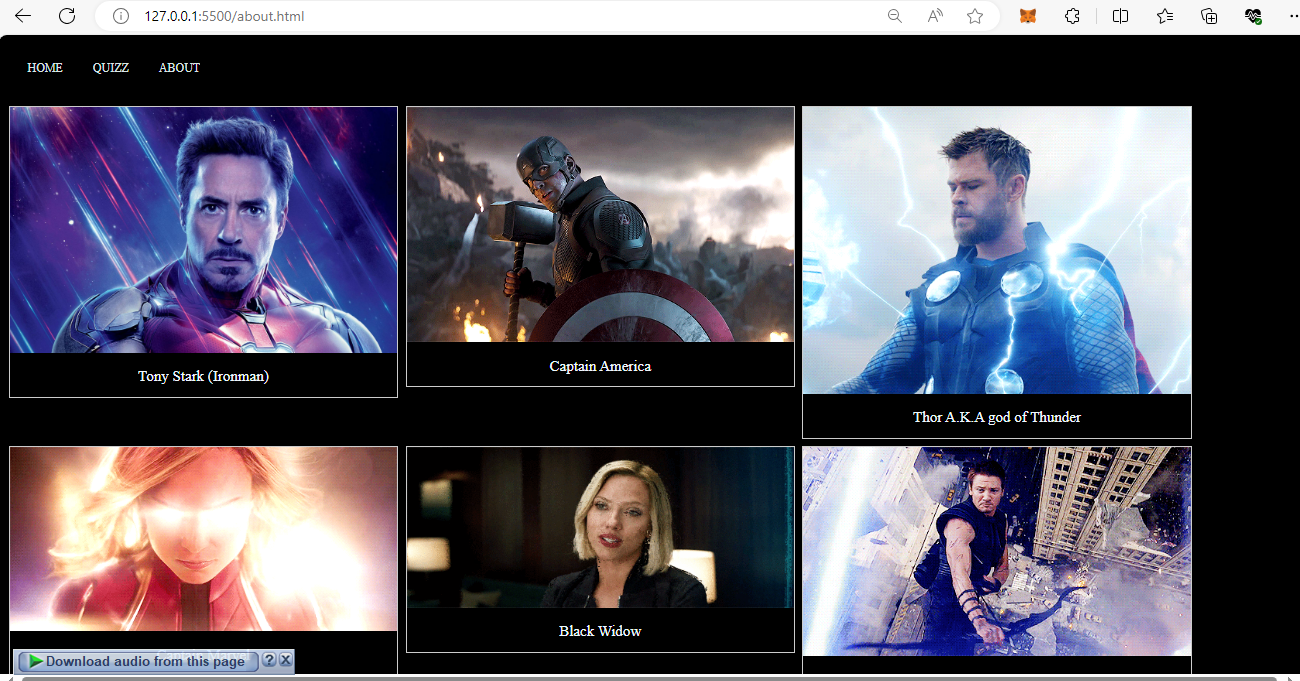 127.0.0.1:5500/about.html
HOME QUIZZ ABOUT
Tony Stark (Ironman)
Captain America
Thor A.K.A god of Thunder
Black Widow
Download audio from this page ? X